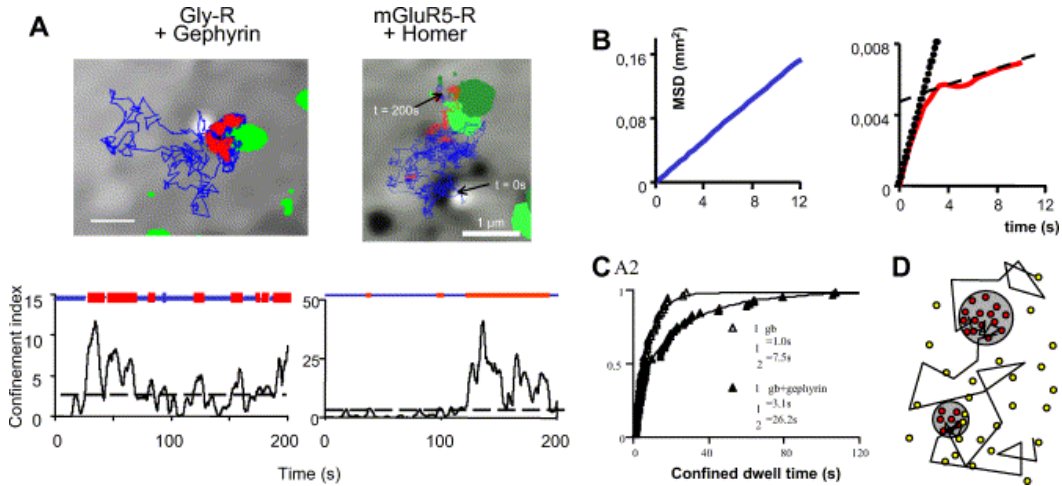 A
Gly-R
+ Gephyrin
mGluR5-R
+ Homer
t = 200s
t = 0s
1 µm
Confinement index
15
10
5
0
0
100
200
50
25
0
0
100
200
Time (s)
B
MSD (mm²)
0,16
0,08
0
0
4
8
12
0,008
0,004
0
0
4
8
12
time (s)
C A2
1
0.5
0
0
40
80
120
l gb
l =1.0s
2 =7.5s
l gb+gephyrin
l =3.1s
2 =26.2s
Confined dwell time (s)
D